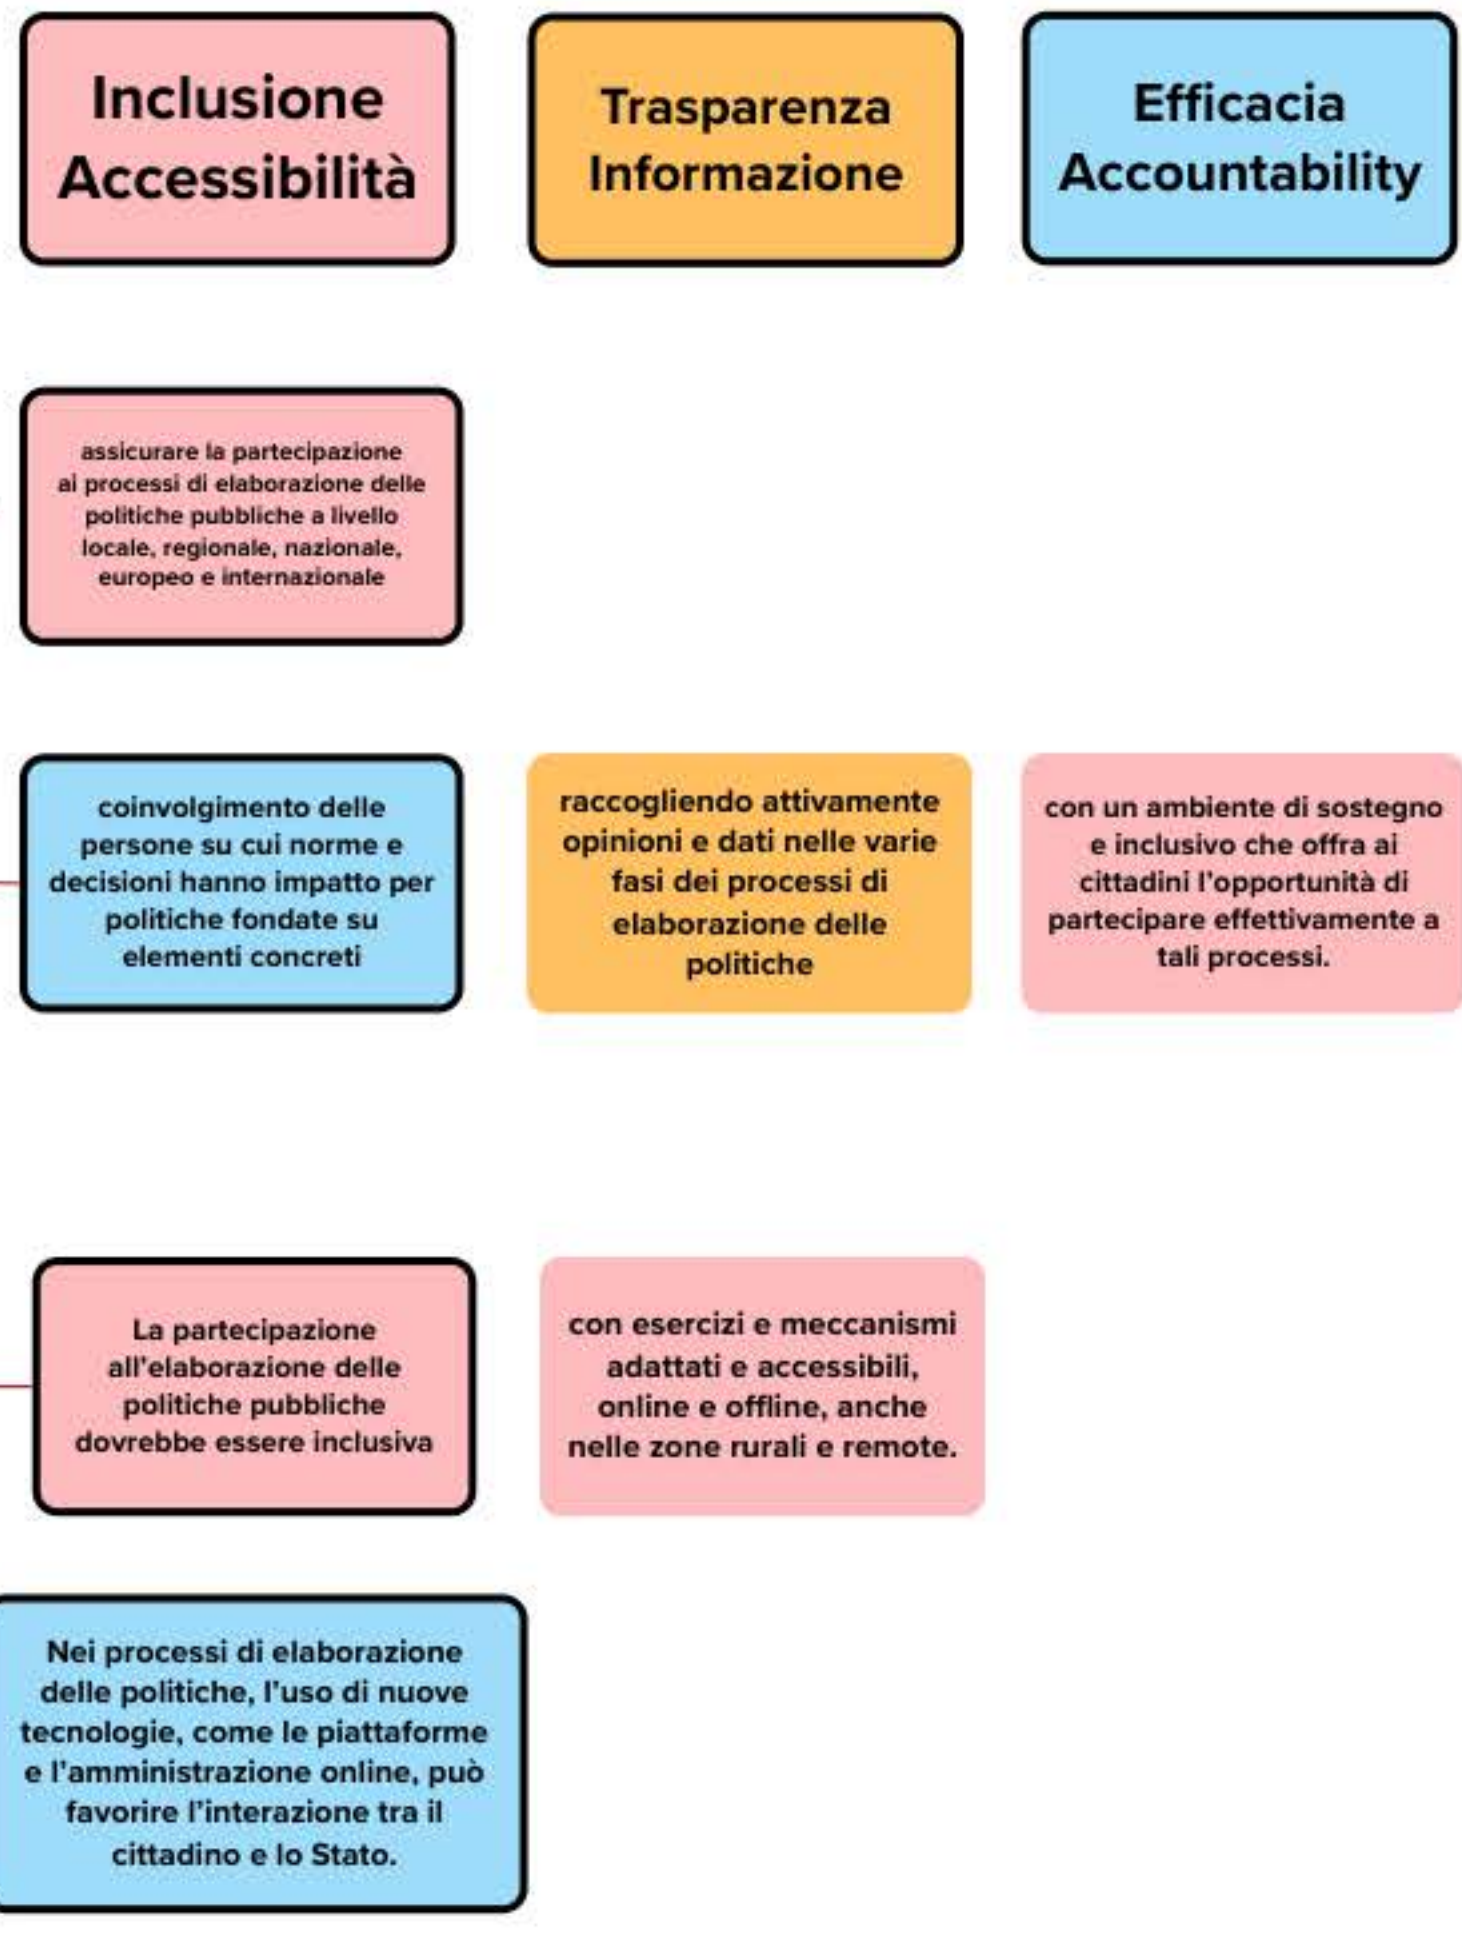 Inclusione
Accessibilità
Trasparenza
Informazione
Efficacia
Accountability
assicurare la partecipazione
ai processi di elaborazione delle
politiche pubbliche a livello
locale, regionale, nazionale,
europeo e internazionale
coinvolgimento delle
persone su cui norme e
decisioni hanno impatto per
politiche fondate su
elementi concreti
raccogliendo attivamente
opinioni e dati nelle varie
fasi dei processi di
elaborazione delle
politiche
con un ambiente di sostegno
e inclusivo che offra ai
cittadini l'opportunità di
partecipare effettivamente a
tali processi.
La partecipazione
all'elaborazione delle
politiche pubbliche
dovrebbe essere inclusiva
con esercizi e meccanismi
adattati e accessibili,
online e offline, anche
nelle zone rurali e remote.
Nei processi di elaborazione
delle politiche, l'uso di nuove
tecnologie, come le piattaforme
e l'amministrazione online, può
favorire l'interazione tra il
cittadino e lo Stato.